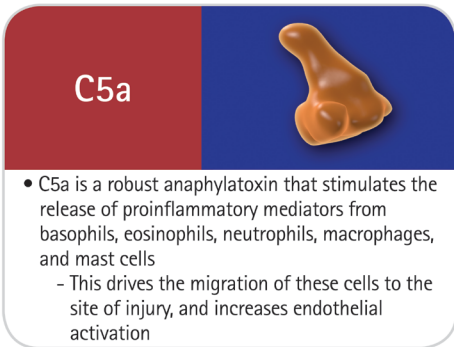 C5a
• C5a is a robust anaphylatoxin that stimulates the
release of proinflammatory mediators from
basophils, eosinophils, neutrophils, macrophages,
and mast cells
- This drives the migration of these cells to the
site of injury, and increases endothelial
activation